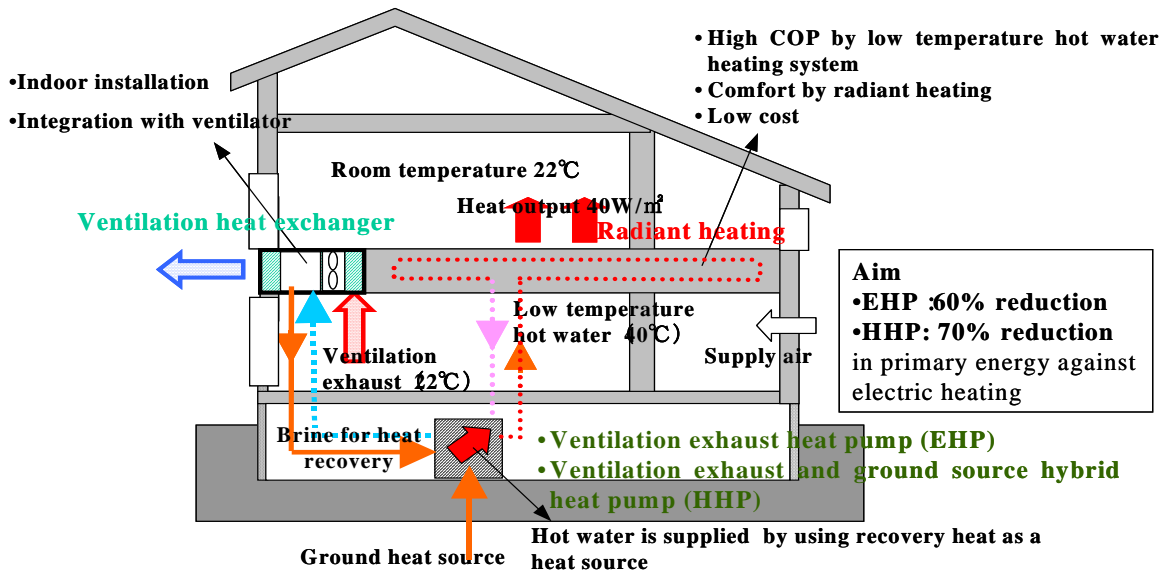 •High COP by low temperature hot water
heating system
•Comfort by radiant heating
•Low cost
•Indoor installation
•Integration with ventilator
Room temperature 22℃
Heat output 40W/㎡
Ventilation heat exchanger
Radiant heating
Aim
•EHP :60% reduction
•HHP: 70% reduction
in primary energy against
electric heating
Low temperature
hot water (40℃)
Supply air
Ventilation
exhaust (22℃)
Brine for heat
recovery
•Ventilation exhaust heat pump (EHP)
•Ventilation exhaust and ground source hybrid
heat pump (HHP)
Hot water is supplied by using recovery heat as a
heat source
Ground heat source